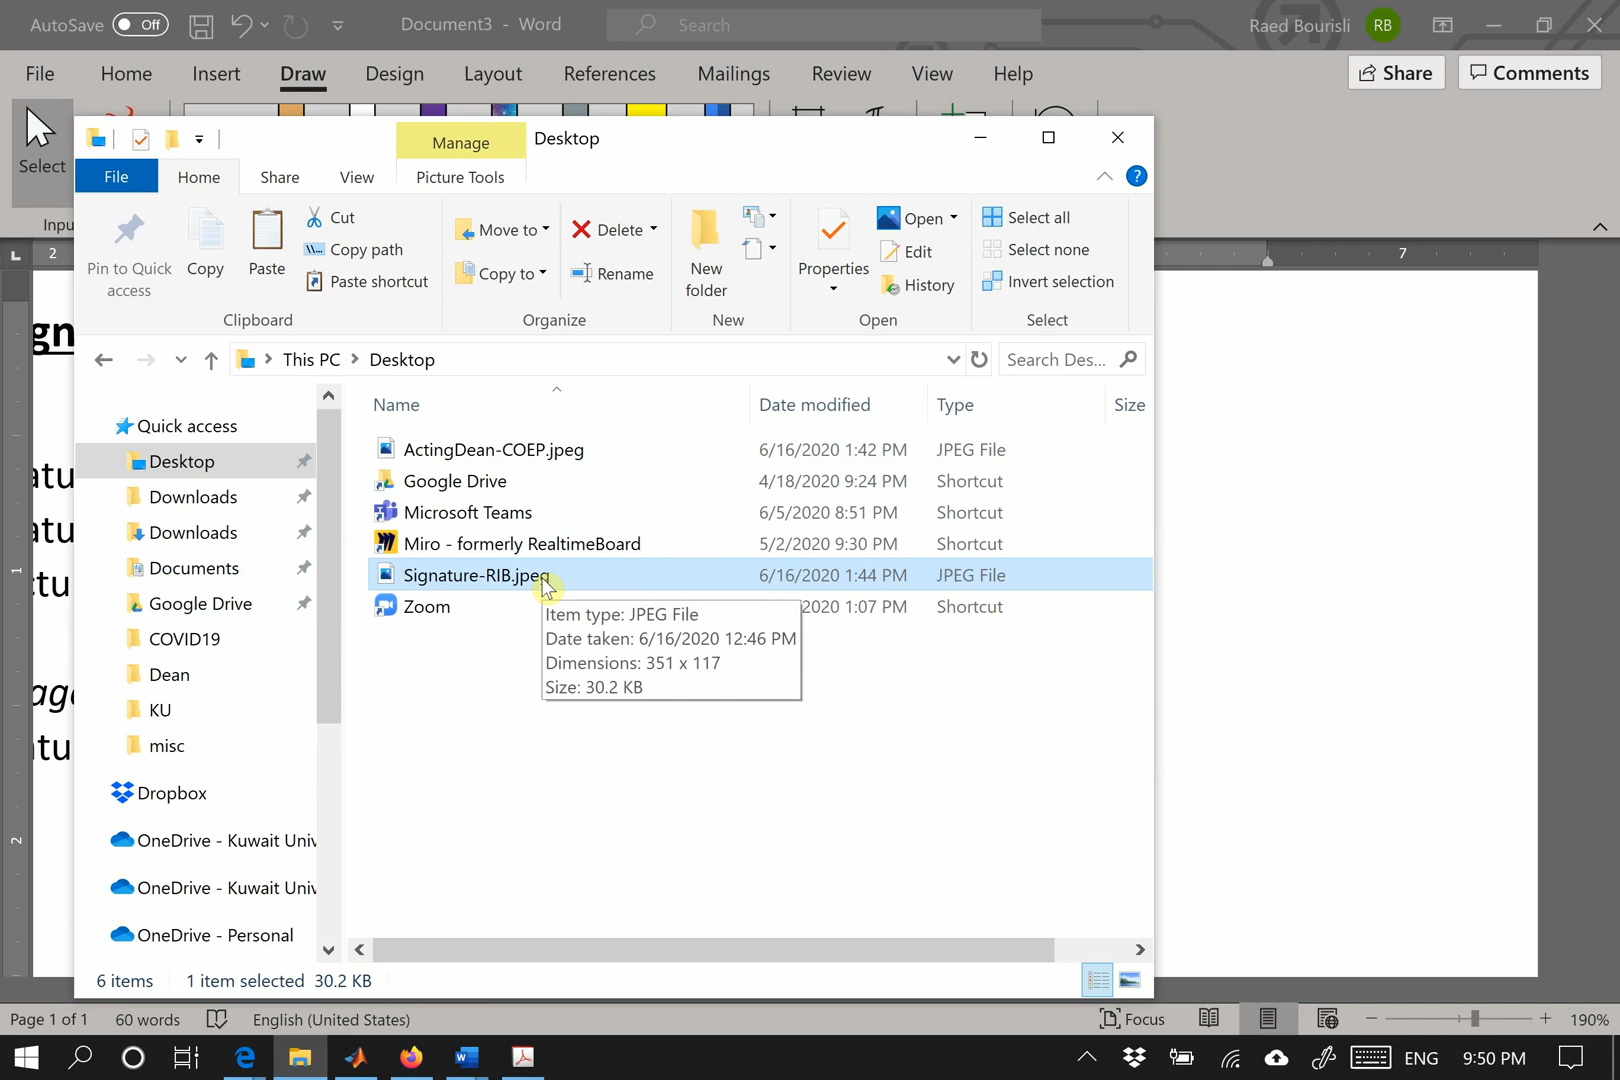 AutoSave Off Document3 - Word Search Raed Bourisli RB
File Home Insert Draw Design Layout References Mailings Review View Help Share Comments
Select
Manage Desktop
File Home Share View Picture Tools
Pin to Quick access
Copy
Paste
Cut
Copy path
Paste shortcut
Move to
Copy to
Delete
Rename
New folder
Properties
Open
Edit
History
Select all
Select none
Invert selection
Clipboard Organize New Open Select
2 7
This PC Desktop Search Des...
Name Date modified Type Size
Quick access
Desktop
Downloads
Downloads
Documents
Google Drive
COVID19
Dean
KU
misc
Dropbox
OneDrive - Kuwait Univ
OneDrive - Kuwait Univ
OneDrive - Personal
ActingDean-COEP.jpeg 6/16/2020 1:42 PM JPEG File
Google Drive 4/18/2020 9:24 PM Shortcut
Microsoft Teams 6/5/2020 8:51 PM Shortcut
Miro - formerly RealtimeBoard 5/2/2020 9:30 PM Shortcut
Signature-RIB.jpeg 6/16/2020 1:44 PM JPEG File
Zoom 2020 1:07 PM Shortcut
Item type: JPEG File
Date taken: 6/16/2020 12:46 PM
Dimensions: 351 x 117
Size: 30.2 KB
1
2
6 items 1 item selected 30.2 KB
Page 1 of 1 60 words English (United States) Focus 190%
ENG 9:50 PM